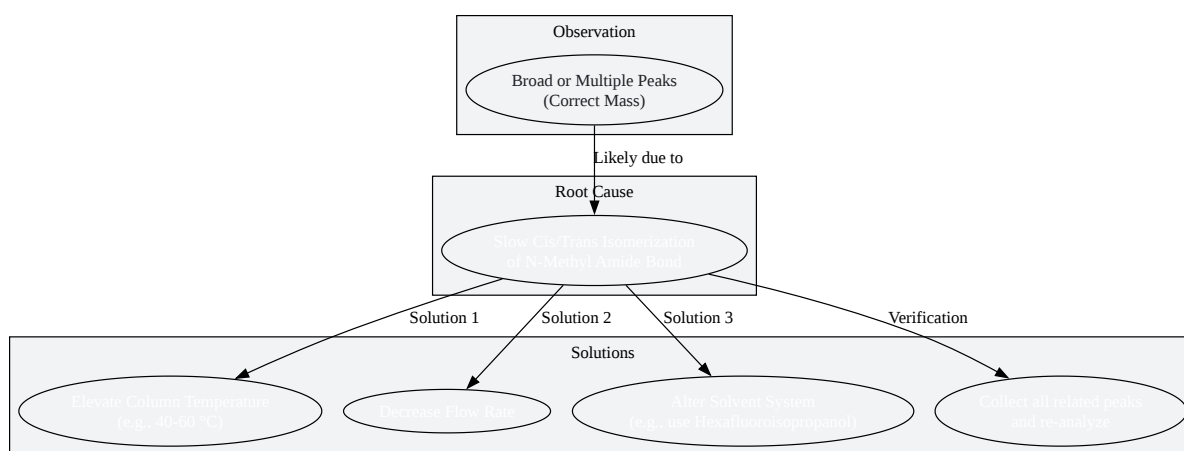 Observation
Broad or Multiple Peaks
(Correct Mass)
Likely due to
Root Cause
Slow Cis/Trans Isomerization
of N-Methyl Amide Bond
Solution 1
Solution 2
Solution 3
Verification
Solutions
Elevate Column Temperature
(e.g., 40-60 °C)
Decrease Flow Rate
Alter Solvent System
(e.g., use Hexafluoroisopropanol)
Collect all related peaks
and re-analyze